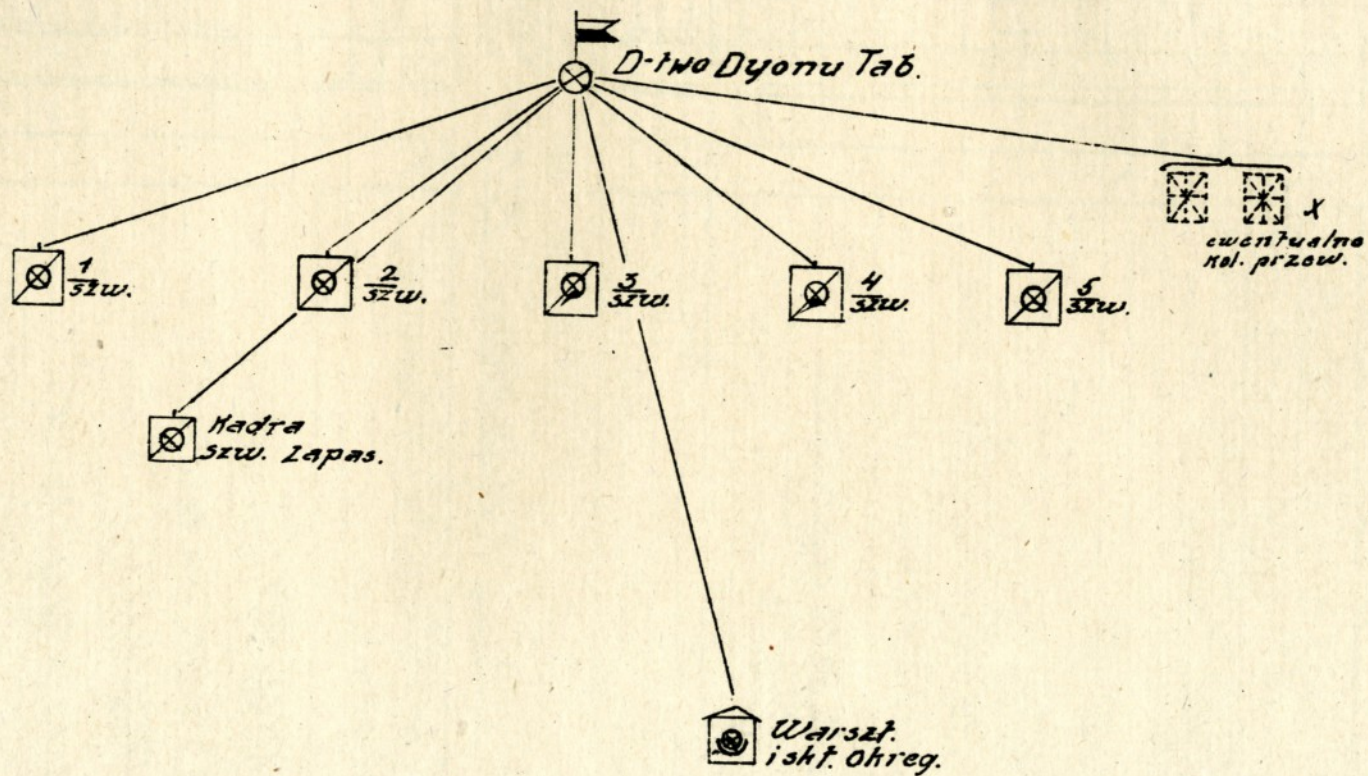 D-two Dyonu Tab.
1
szw.
2
szw.
3
szw.
4
szw.
5
szw.
X
ewentualne
kol. przew.
Kadra
szw. Zapas.
Warszt.
i skł. Okreg.